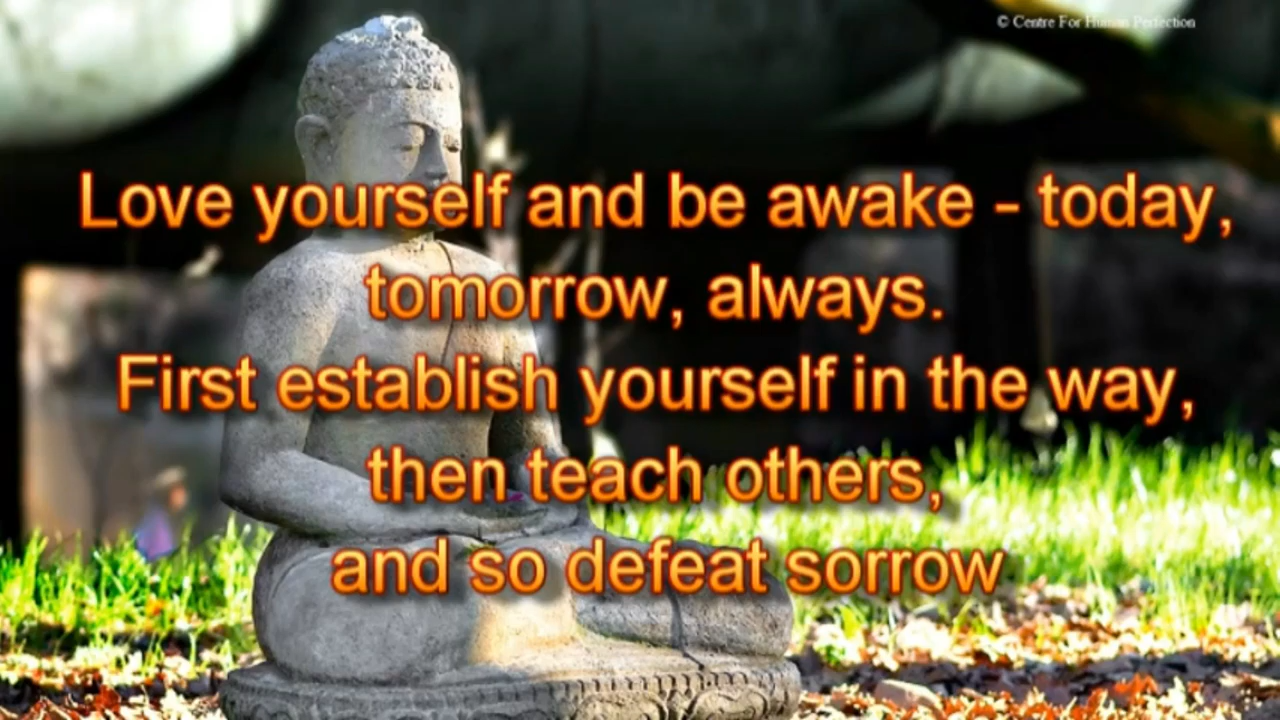 © Centre For Human Perfection
Love yourself and be awake - today,
tomorrow, always.
First establish yourself in the way,
then teach others,
and so defeat sorrow